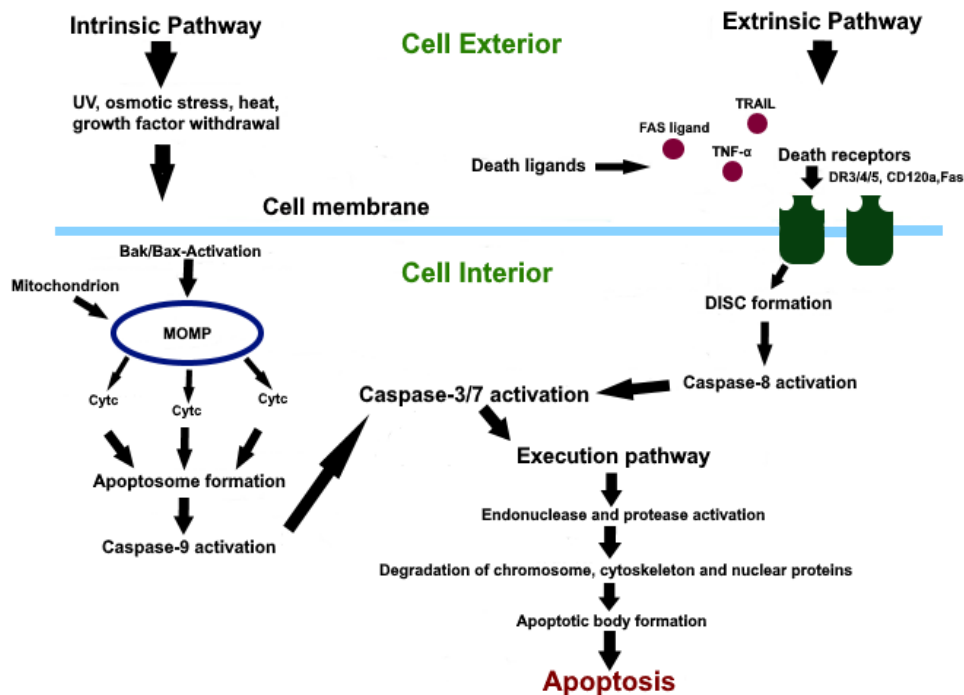 Intrinsic Pathway
Cell Exterior
Extrinsic Pathway
UV, osmotic stress, heat,
growth factor withdrawal
TRAIL
FAS ligand
TNF-α
Death ligands
Death receptors
DR3/4/5, CD120a,Fas
Cell membrane
Bak/Bax-Activation
Cell Interior
Mitochondrion
MOMP
DISC formation
Cytc
Cytc
Cytc
Caspase-3/7 activation
Caspase-8 activation
Execution pathway
Apoptosome formation
Endonuclease and protease activation
Caspase-9 activation
Degradation of chromosome, cytoskeleton and nuclear proteins
Apoptotic body formation
Apoptosis